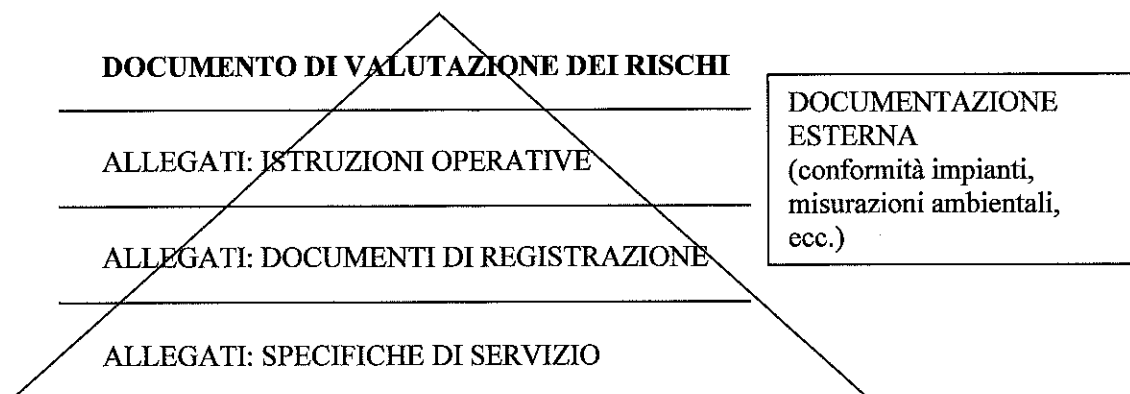 DOCUMENTO DI VALUTAZIONE DEI RISCHI
ALLEGATI: ISTRUZIONI OPERATIVE
ALLEGATI: DOCUMENTI DI REGISTRAZIONE
ALLEGATI: SPECIFICHE DI SERVIZIO
DOCUMENTAZIONE
ESTERNA
(conformità impianti,
misurazioni ambientali,
ecc.)